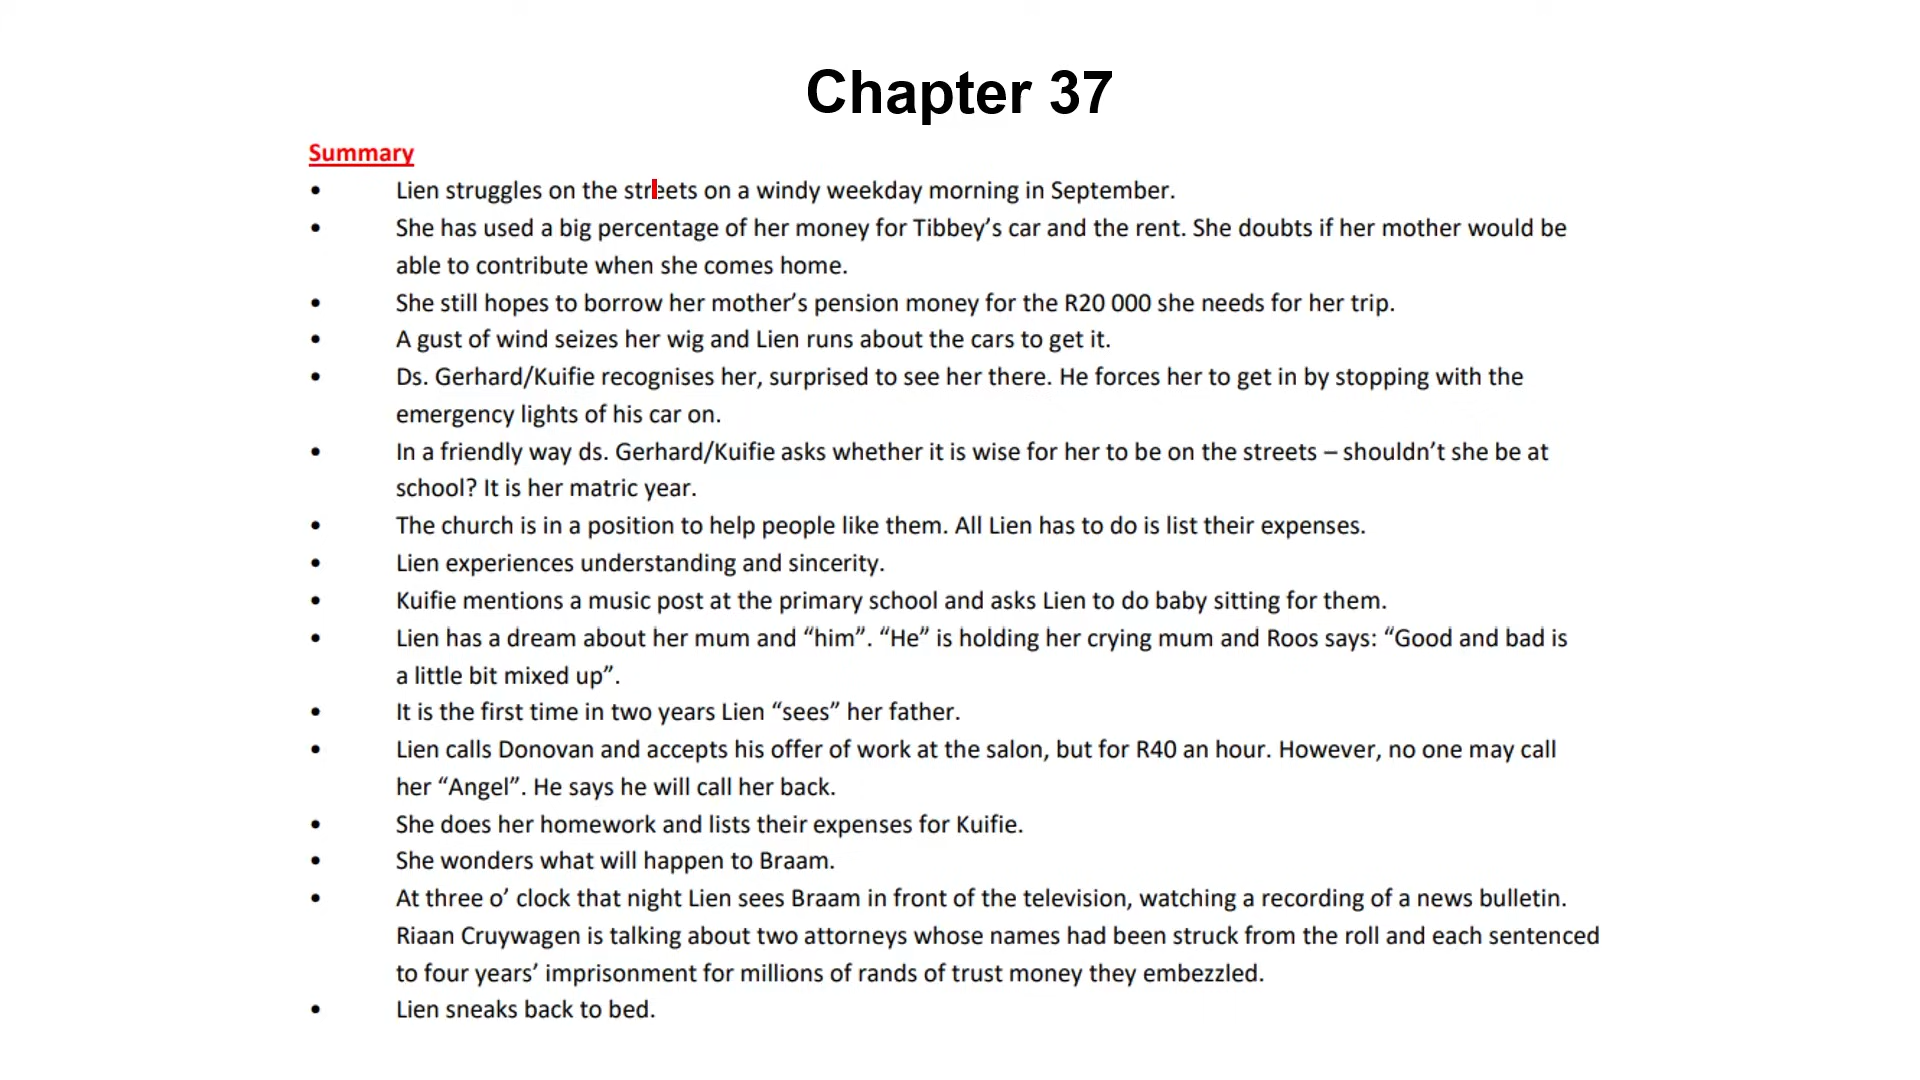 Chapter 37
Summary
• Lien struggles on the streets on a windy weekday morning in September.
• She has used a big percentage of her money for Tibbey’s car and the rent. She doubts if her mother would be
able to contribute when she comes home.
• She still hopes to borrow her mother’s pension money for the R20 000 she needs for her trip.
• A gust of wind seizes her wig and Lien runs about the cars to get it.
• Ds. Gerhard/Kuifie recognises her, surprised to see her there. He forces her to get in by stopping with the
emergency lights of his car on.
• In a friendly way ds. Gerhard/Kuifie asks whether it is wise for her to be on the streets – shouldn’t she be at
school? It is her matric year.
• The church is in a position to help people like them. All Lien has to do is list their expenses.
• Lien experiences understanding and sincerity.
• Kuifie mentions a music post at the primary school and asks Lien to do baby sitting for them.
• Lien has a dream about her mum and “him”. “He” is holding her crying mum and Roos says: “Good and bad is
a little bit mixed up”.
• It is the first time in two years Lien “sees” her father.
• Lien calls Donovan and accepts his offer of work at the salon, but for R40 an hour. However, no one may call
her “Angel”. He says he will call her back.
• She does her homework and lists their expenses for Kuifie.
• She wonders what will happen to Braam.
• At three o’ clock that night Lien sees Braam in front of the television, watching a recording of a news bulletin.
Riaan Cruywagen is talking about two attorneys whose names had been struck from the roll and each sentenced
to four years’ imprisonment for millions of rands of trust money they embezzled.
• Lien sneaks back to bed.